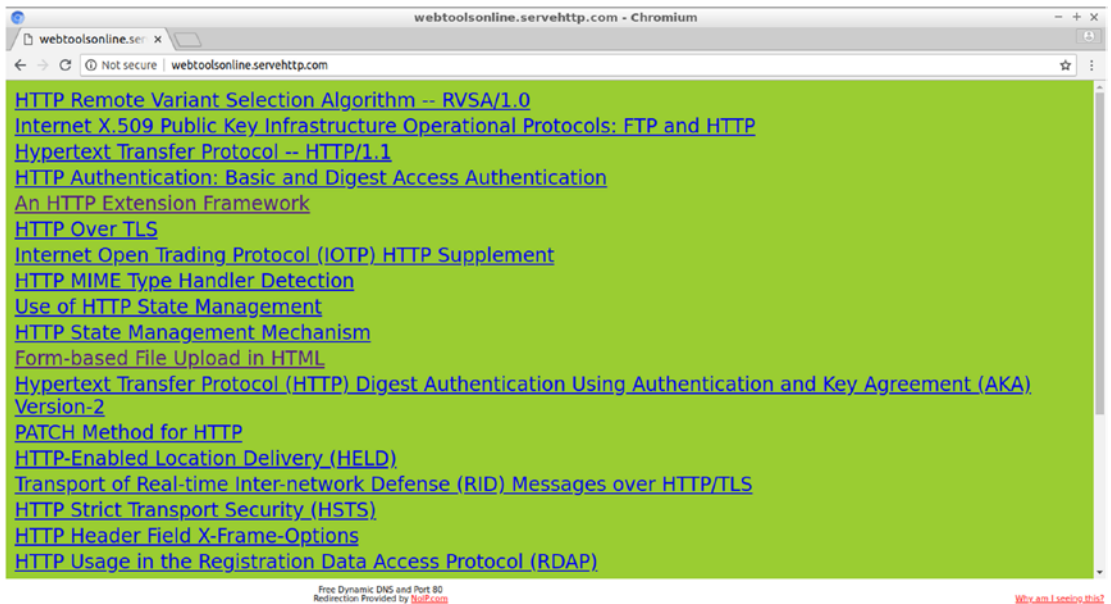 webtoolsonline.servehttp.com - Chromium
webtoolsonline.ser
Not secure | webtoolsonline.servehttp.com
HTTP Remote Variant Selection Algorithm -- RVSA/1.0
Internet X.509 Public Key Infrastructure Operational Protocols: FTP and HTTP
Hypertext Transfer Protocol -- HTTP/1.1
HTTP Authentication: Basic and Digest Access Authentication
An HTTP Extension Framework
HTTP Over TLS
Internet Open Trading Protocol (IOTP) HTTP Supplement
HTTP MIME Type Handler Detection
Use of HTTP State Management
HTTP State Management Mechanism
Form-based File Upload in HTML
Hypertext Transfer Protocol (HTTP) Digest Authentication Using Authentication and Key Agreement (AKA)
Version-2
PATCH Method for HTTP
HTTP-Enabled Location Delivery (HELD)
Transport of Real-time Inter-network Defense (RID) Messages over HTTP/TLS
HTTP Strict Transport Security (HSTS)
HTTP Header Field X-Frame-Options
HTTP Usage in the Registration Data Access Protocol (RDAP)
Free Dynamic DNS and Port 80
Redirection Provided by NoIP.com
Why am I seeing this?